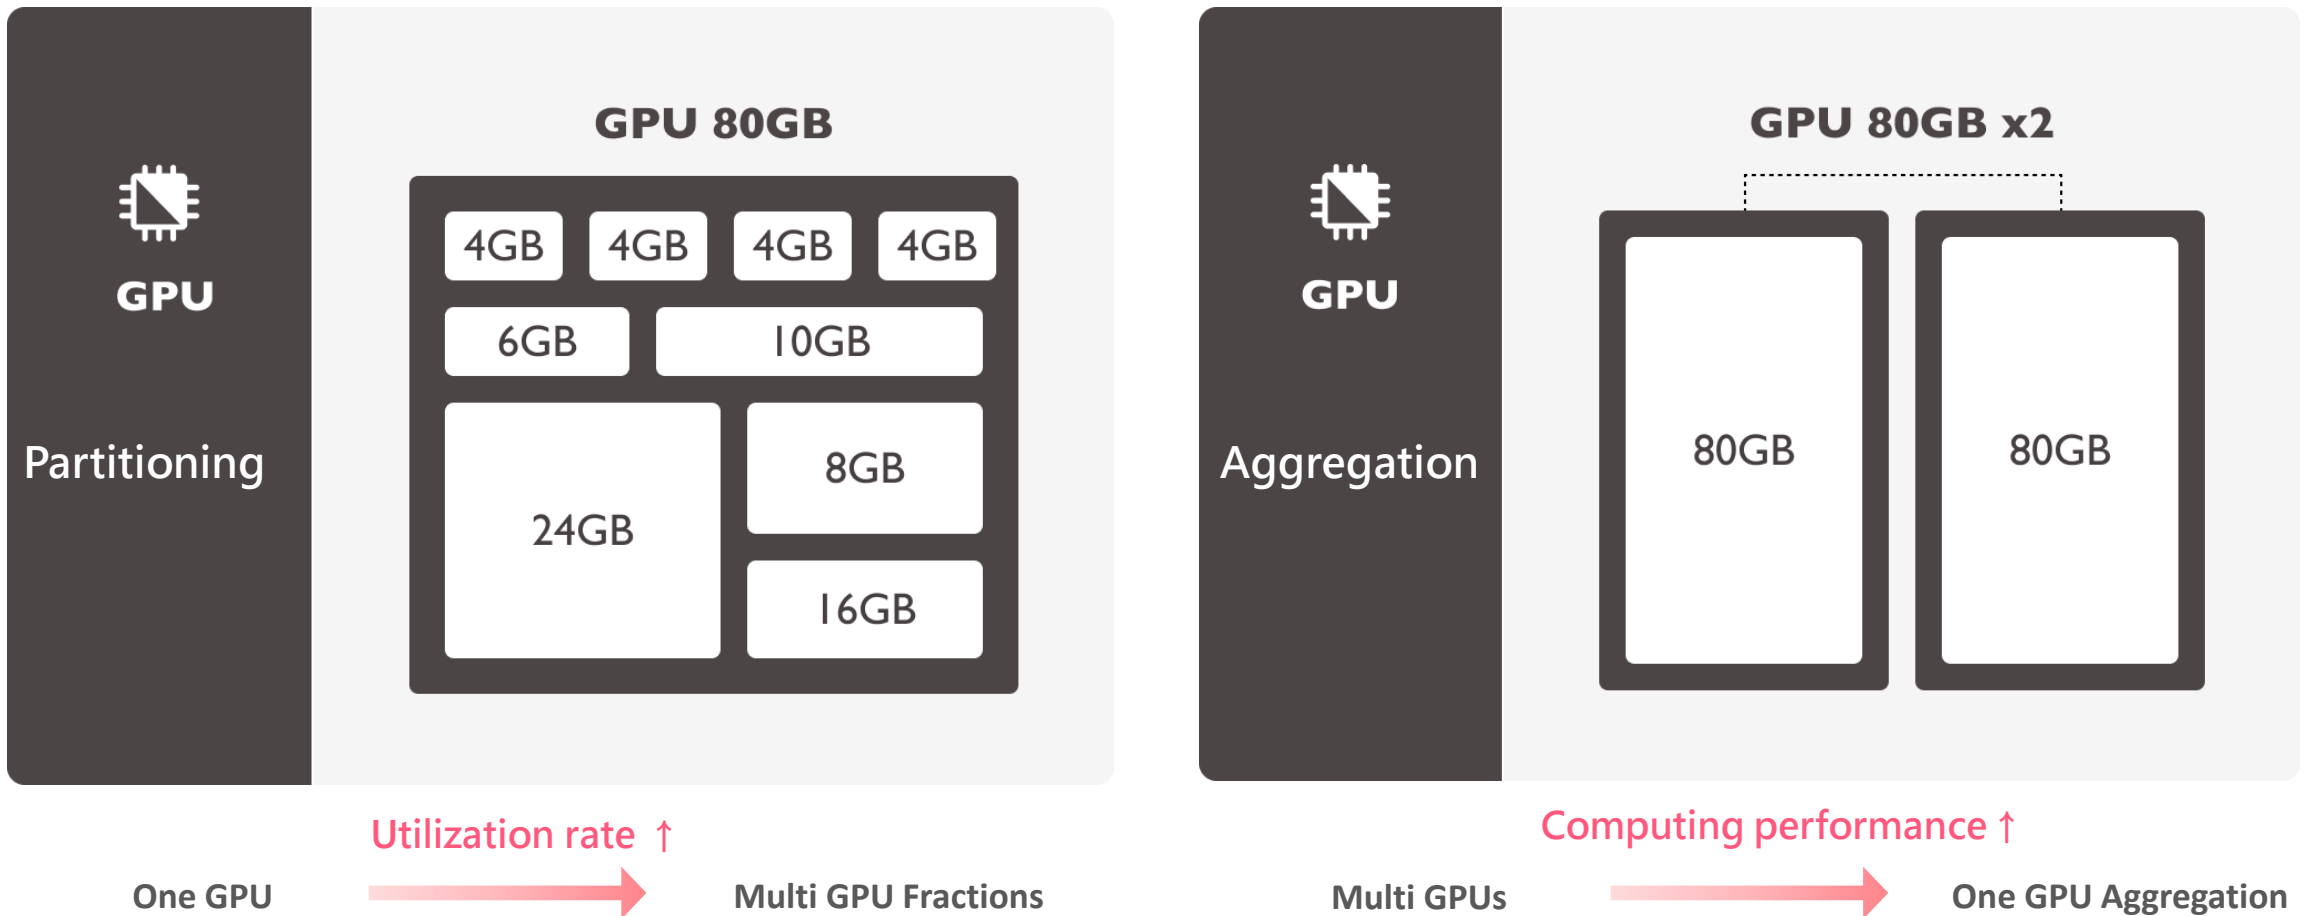 GPU
Partitioning
GPU 80GB
4GB 4GB 4GB 4GB
6GB 10GB
24GB
8GB
16GB
Utilization rate ↑
One GPU
Multi GPU Fractions
GPU
Aggregation
GPU 80GB x2
80GB 80GB
Computing performance ↑
Multi GPUs
One GPU Aggregation